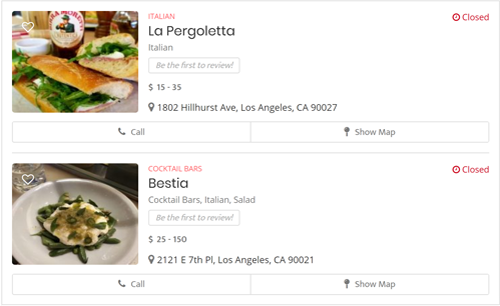 ITALIAN
Closed
La Pergoletta
Italian
Be the first to review!
$ 15 - 35
1802 Hillhurst Ave, Los Angeles, CA 90027
Call
Show Map
COCKTAIL BARS
Closed
Bestia
Cocktail Bars, Italian, Salad
Be the first to review!
$ 25 - 150
2121 E 7th Pl, Los Angeles, CA 90021
Call
Show Map